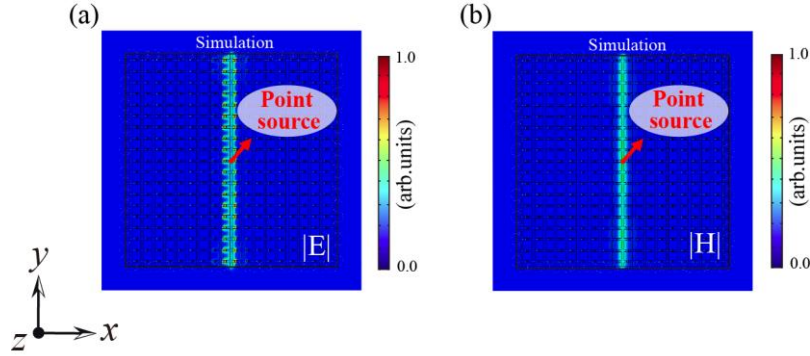 (a)
Simulation
Point
source
|E|
1.0
(arb.units)
0.0
(b)
Simulation
Point
source
|H|
1.0
(arb.units)
0.0
y
z
x